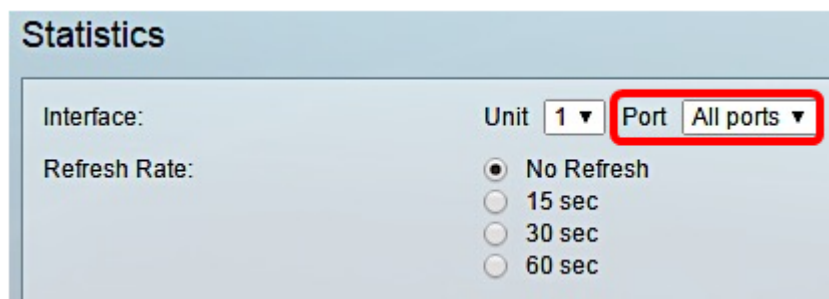 Statistics
Interface: Unit 1 Port All ports
Refresh Rate: No Refresh
15 sec
30 sec
60 sec